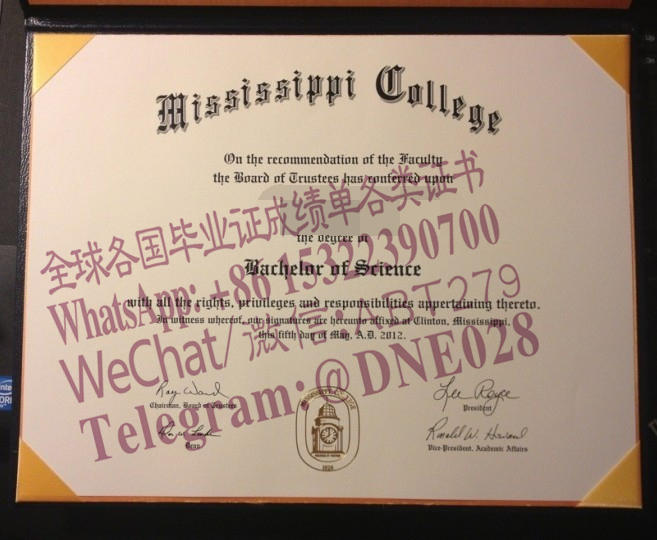 Mississippi College
On the recommendation of the Faculty
the Board of Trustees has conferred upon
全球各国毕业证成绩单各类证书
the degree of
Bachelor of Science
WhatsApp: +86 15322390700
with all the rights, privileges and responsibilities appertaining thereto.
In witness whereof, our signatures are hereunto affixed at Clinton, Mississippi,
this fifth day of May, A.D. 2012.
WeChat/微信:KBT279
Telegram:@DNE028
Chairman, Board of Trustees
President
Dean
Vice-President, Academic Affairs
1826